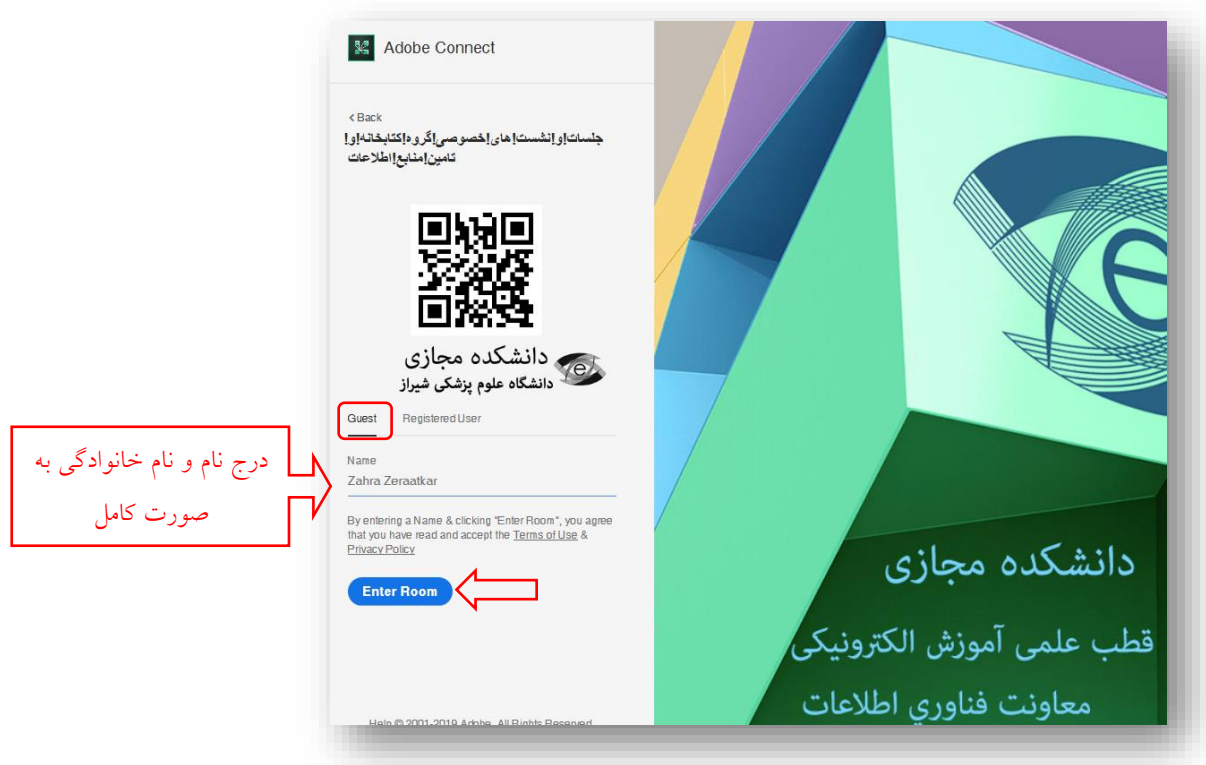 Adobe Connect
< Back
جلسات|و|نشست|های|خصوصی|گروه|کتابخانه|و|
تامین|منابع|اطلاعات
دانشکده مجازی
دانشگاه علوم پزشکی شیراز
Guest Registered User
درج نام و نام خانوادگی به
صورت کامل
Name
Zahra Zeraatkar
By entering a Name & clicking "Enter Room", you agree
that you have read and accept the Terms of Use &
Privacy Policy
Enter Room
Help © 2001-2019 Adobe. All Rights Reserved
e
دانشکده مجازی
قطب علمی آموزش الکترونیکی
معاونت فناوري اطلاعات